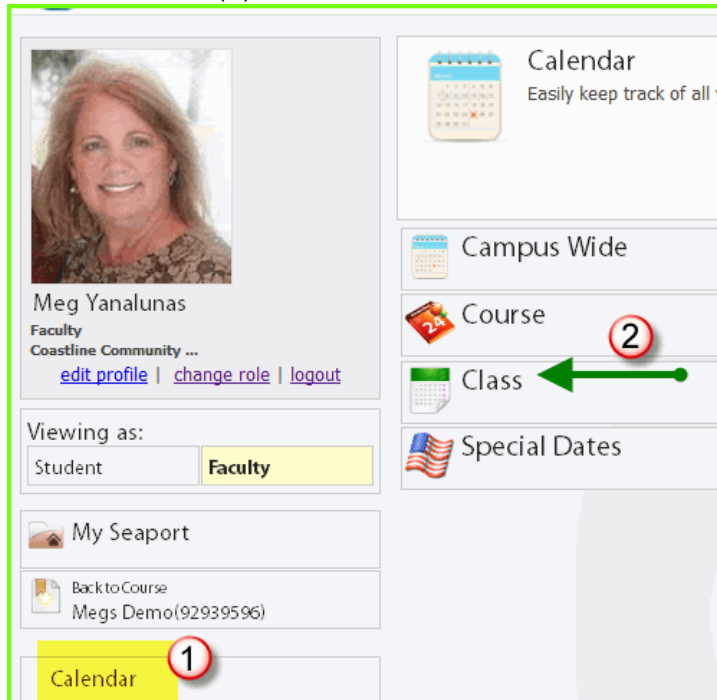 Meg Yanalunas
Faculty
Coastline Community ...
edit profile | change role | logout
Viewing as:
Student Faculty
My Seaport
Back to Course
Megs Demo(92939596)
1
Calendar
Calendar
Easily keep track of all
Campus Wide
24
Course
2
Class
Special Dates